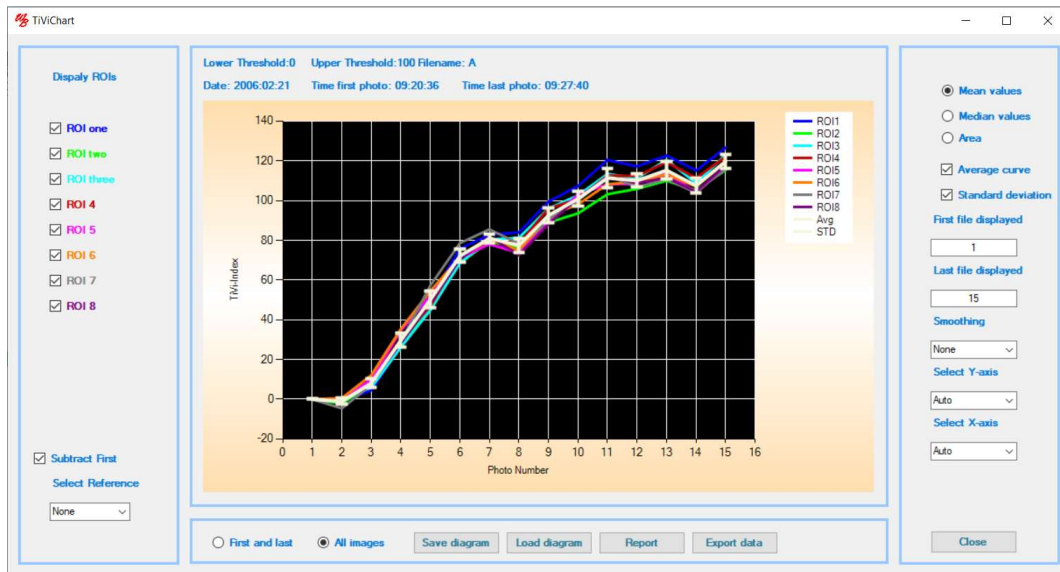 TiViChart
Dispaly ROIs
ROI one
ROI two
ROI three
ROI 4
ROI 5
ROI 6
ROI 7
ROI 8
Subtract First
Select Reference
None
Lower Threshold:0 Upper Threshold:100 Filename: A
Date: 2006:02:21 Time first photo: 09:20:36 Time last photo: 09:27:40
140
120
100
80
60
40
20
0
-20
TiVi-Index
0 1 2 3 4 5 6 7 8 9 10 11 12 13 14 15 16
Photo Number
ROI1
ROI2
ROI3
ROI4
ROI5
ROI6
ROI7
ROI8
Avg
STD
First and last All images Save diagram Load diagram Report Export data
Mean values
Median values
Area
Average curve
Standard deviation
First file displayed
1
Last file displayed
15
Smoothing
None
Select Y-axis
Auto
Select X-axis
Auto
Close